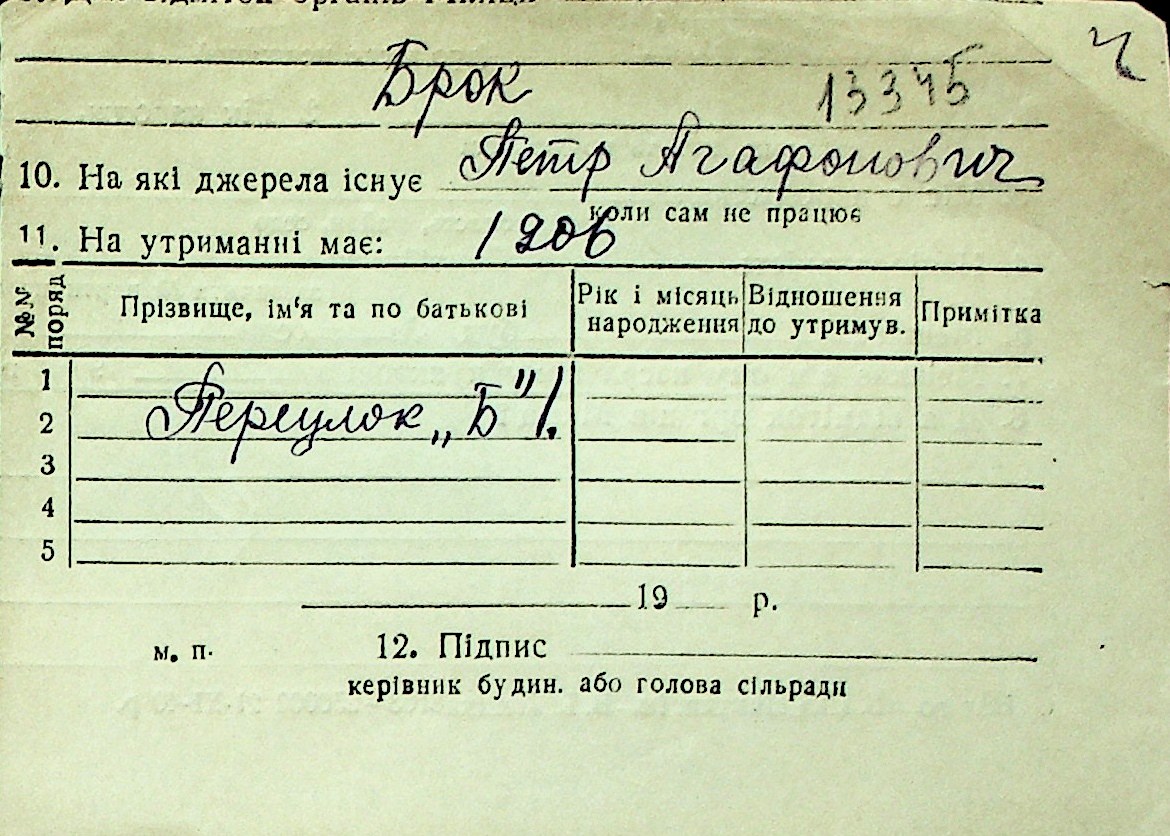 Брок 13345
10. На які джерела існує Петр Агафонович
коли сам не працює
11. На утриманні має: 1906
№№ поряд Прізвище, ім'я та по батькові Рік і місяць народження Відношення до утримув. Примітка
1
2 Переулок „Б" 1.
3
4
5
19 р.
м. п. 12. Підпис
керівник будин. або голова сільради